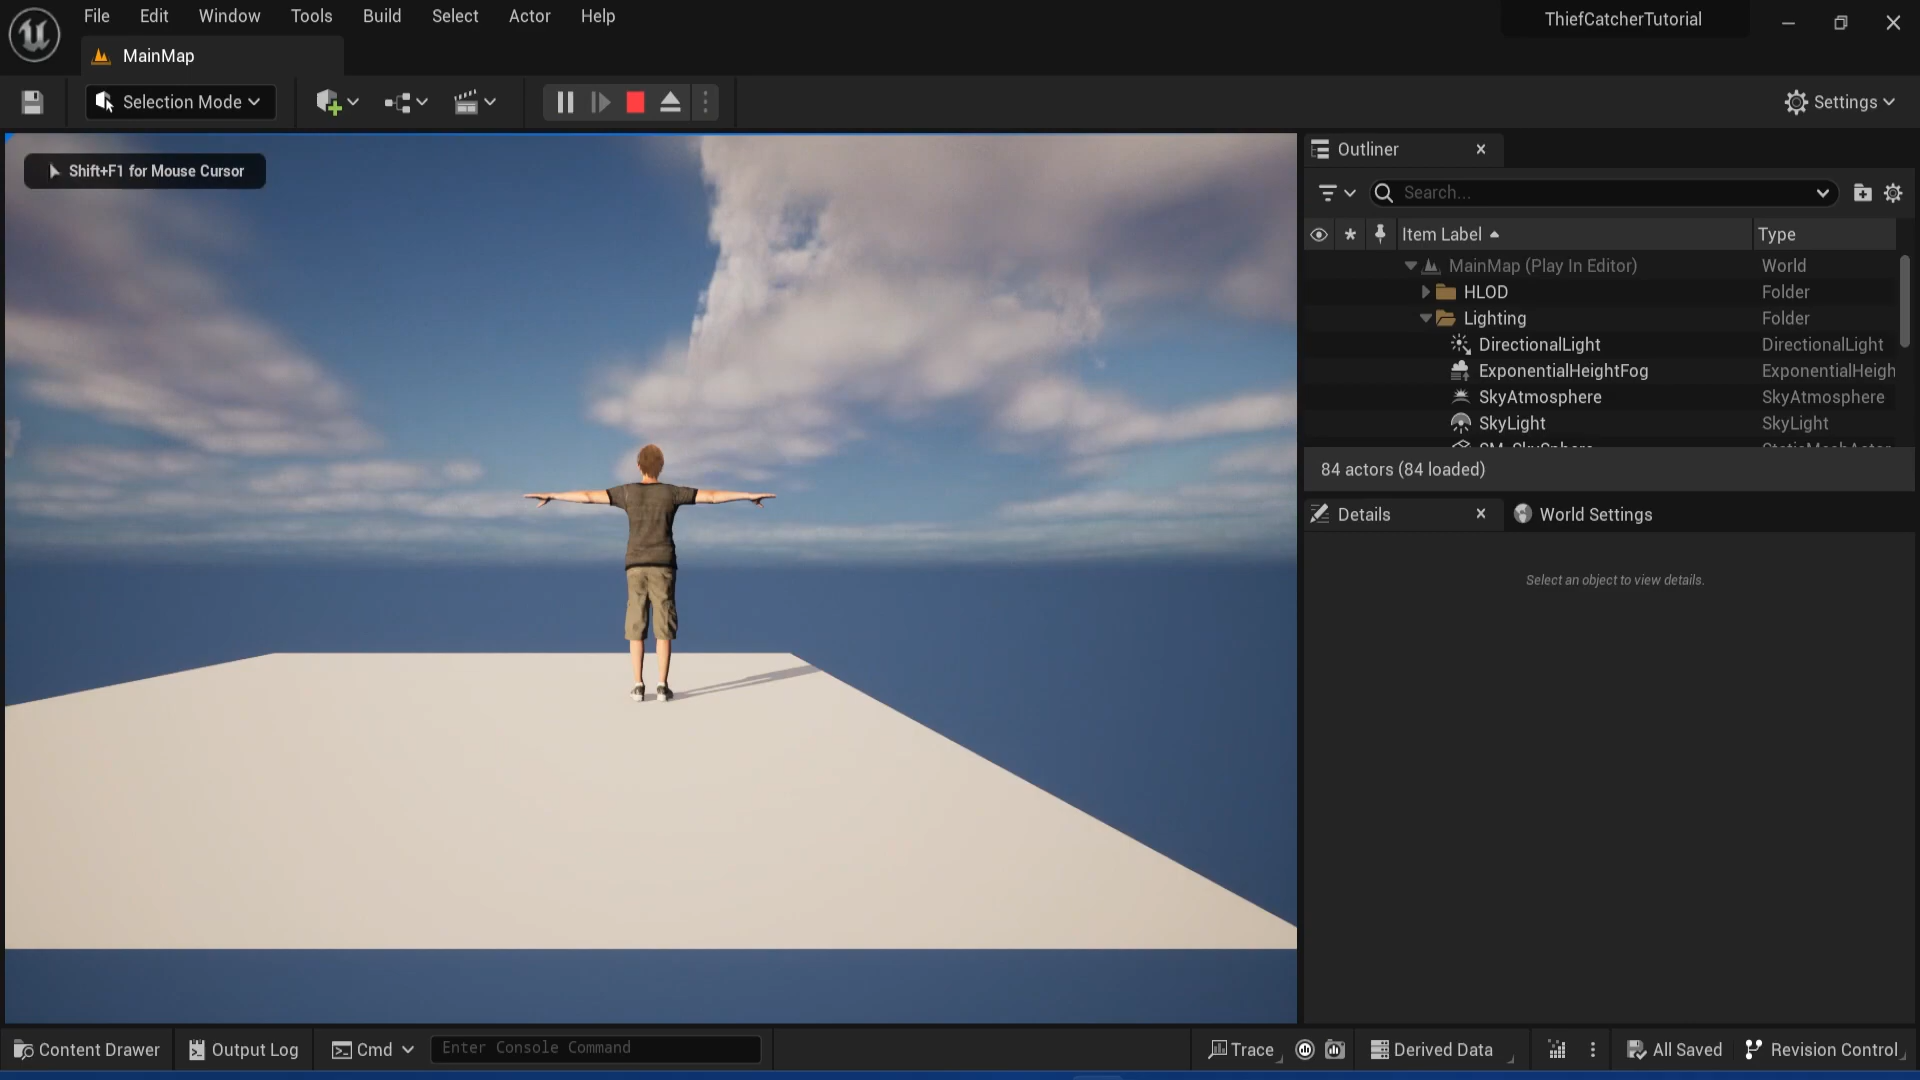 File Edit Window Tools Build Select Actor Help
ThiefCatcherTutorial
MainMap
Selection Mode
Settings
Shift+F1 for Mouse Cursor
Outliner
Search...
Item Label Type
MainMap (Play In Editor) World
HLOD Folder
Lighting Folder
DirectionalLight DirectionalLight
ExponentialHeightFog ExponentialHeigh
SkyAtmosphere SkyAtmosphere
SkyLight SkyLight
84 actors (84 loaded)
Details World Settings
Select an object to view details.
Content Drawer Output Log Cmd Enter Console Command Trace Derived Data All Saved Revision Control